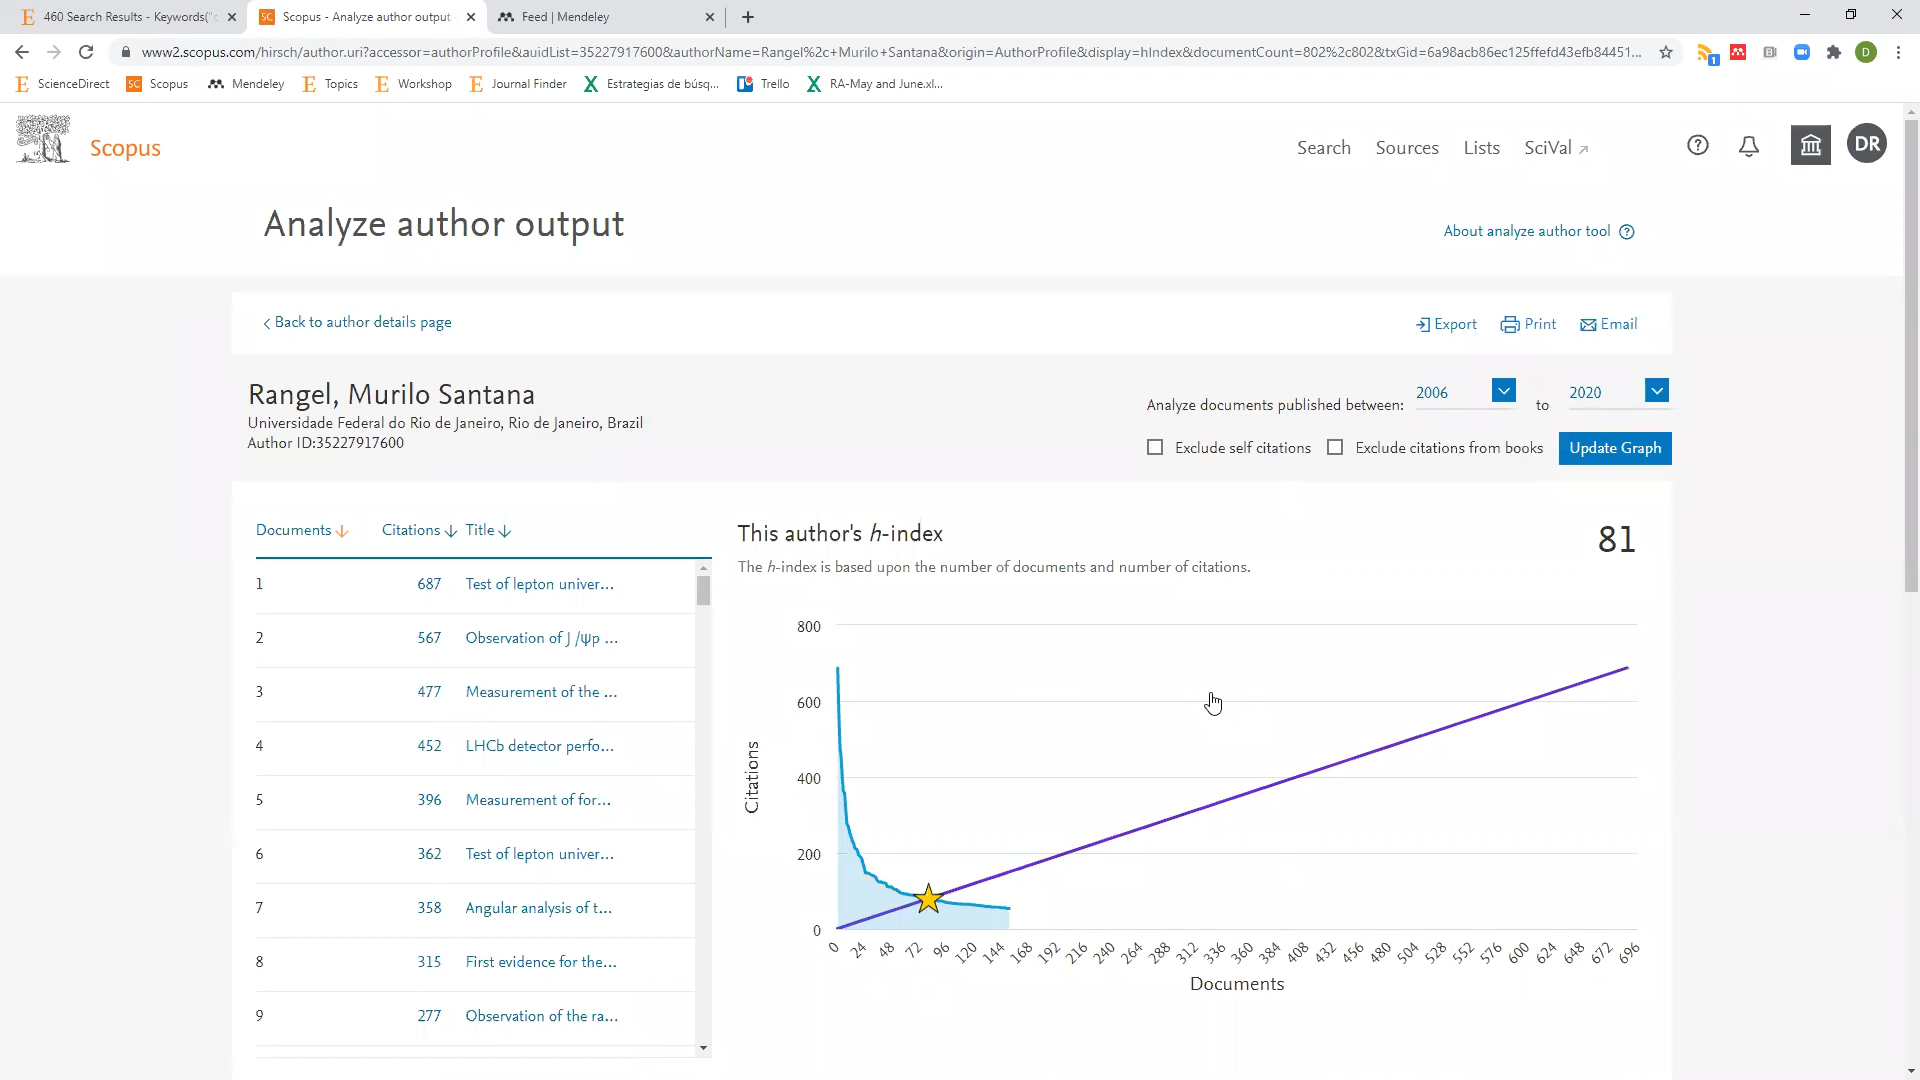 460 Search Results - Keywords("c
Scopus - Analyze author output
Feed | Mendeley
www2.scopus.com/hirsch/author.uri?accessor=authorProfile&auidList=35227917600&authorName=Rangel%2c+Murilo+Santana&origin=AuthorProfile&display=hIndex&documentCount=802%2c802&txGid=6a98acb86ec125ffefd43efb84451...
1
D
ScienceDirect
SC Scopus
Mendeley
Topics
Workshop
Journal Finder
Estrategias de búsq...
Trello
RA-May and June.xl...
Scopus
Search
Sources
Lists
SciVal
DR
Analyze author output
About analyze author tool
Back to author details page
Export
Print
Email
Rangel, Murilo Santana
Universidade Federal do Rio de Janeiro, Rio de Janeiro, Brazil
Author ID:35227917600
Analyze documents published between: 2006 to 2020
Exclude self citations
Exclude citations from books
Update Graph
Documents Citations Title
1 687 Test of lepton univer...
2 567 Observation of J /ψp ...
3 477 Measurement of the ...
4 452 LHCb detector perfo...
5 396 Measurement of for...
6 362 Test of lepton univer...
7 358 Angular analysis of t...
8 315 First evidence for the...
9 277 Observation of the ra...
This author's h-index
81
The h-index is based upon the number of documents and number of citations.
Citations
800
600
400
200
0
0 24 48 72 96 120 144 168 192 216 240 264 288 312 336 360 384 408 432 456 480 504 528 552 576 600 624 648 672 696
Documents